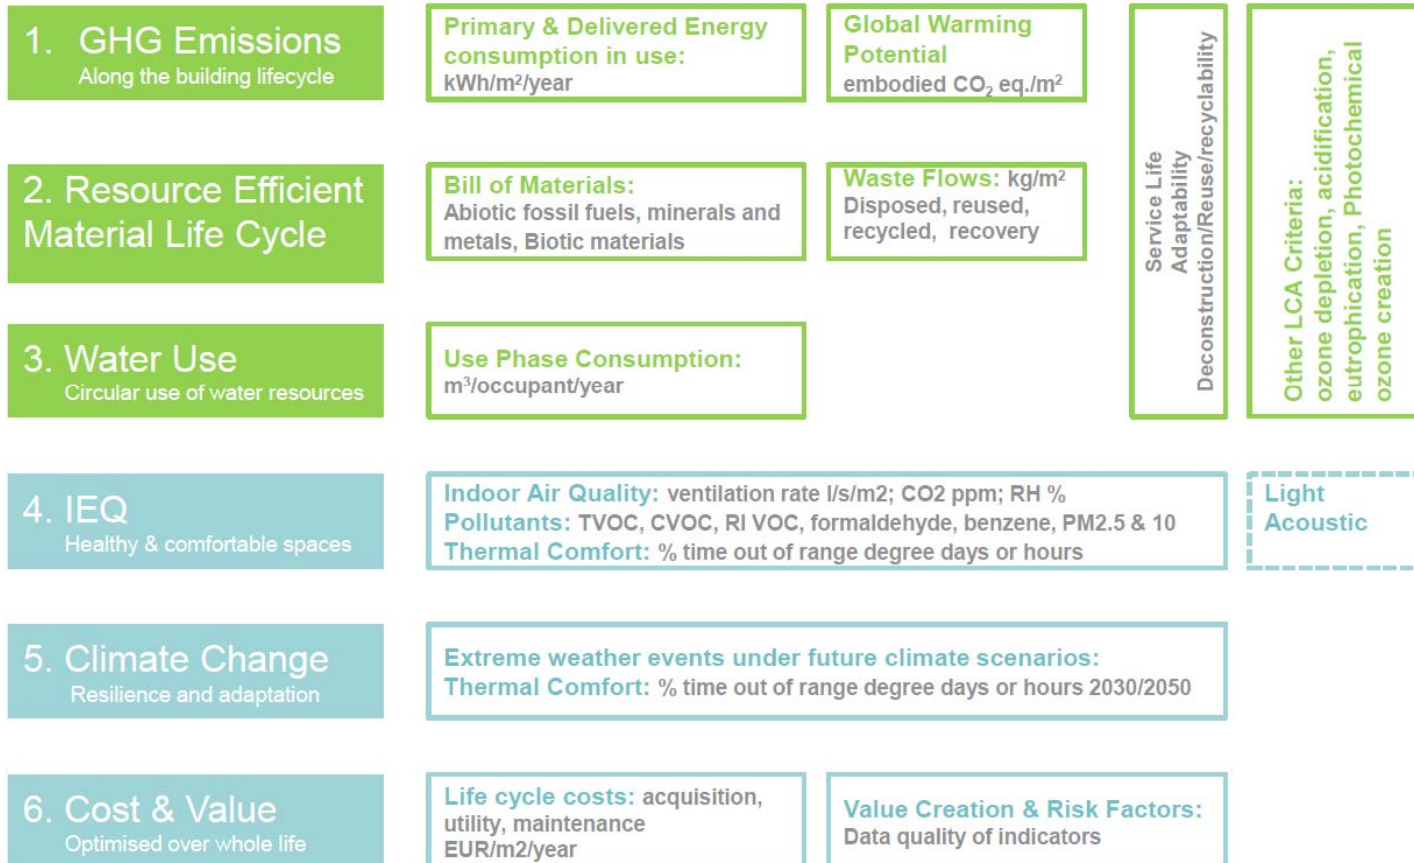 1. GHG Emissions
Along the building lifecycle
Primary & Delivered Energy
consumption in use:
kWh/m²/year
Global Warming
Potential
embodied CO₂ eq./m²
Service Life
Adaptability
Deconstruction/Reuse/recyclability
Other LCA Criteria:
ozone depletion, acidification,
eutrophication, Photochemical
ozone creation
2. Resource Efficient
Material Life Cycle
Bill of Materials:
Abiotic fossil fuels, minerals and
metals, Biotic materials
Waste Flows: kg/m²
Disposed, reused,
recycled, recovery
3. Water Use
Circular use of water resources
Use Phase Consumption:
m³/occupant/year
4. IEQ
Healthy & comfortable spaces
Indoor Air Quality: ventilation rate l/s/m2; CO2 ppm; RH %
Pollutants: TVOC, CVOC, RI VOC, formaldehyde, benzene, PM2.5 & 10
Thermal Comfort: % time out of range degree days or hours
Light
Acoustic
5. Climate Change
Resilience and adaptation
Extreme weather events under future climate scenarios:
Thermal Comfort: % time out of range degree days or hours 2030/2050
6. Cost & Value
Optimised over whole life
Life cycle costs: acquisition,
utility, maintenance
EUR/m2/year
Value Creation & Risk Factors:
Data quality of indicators